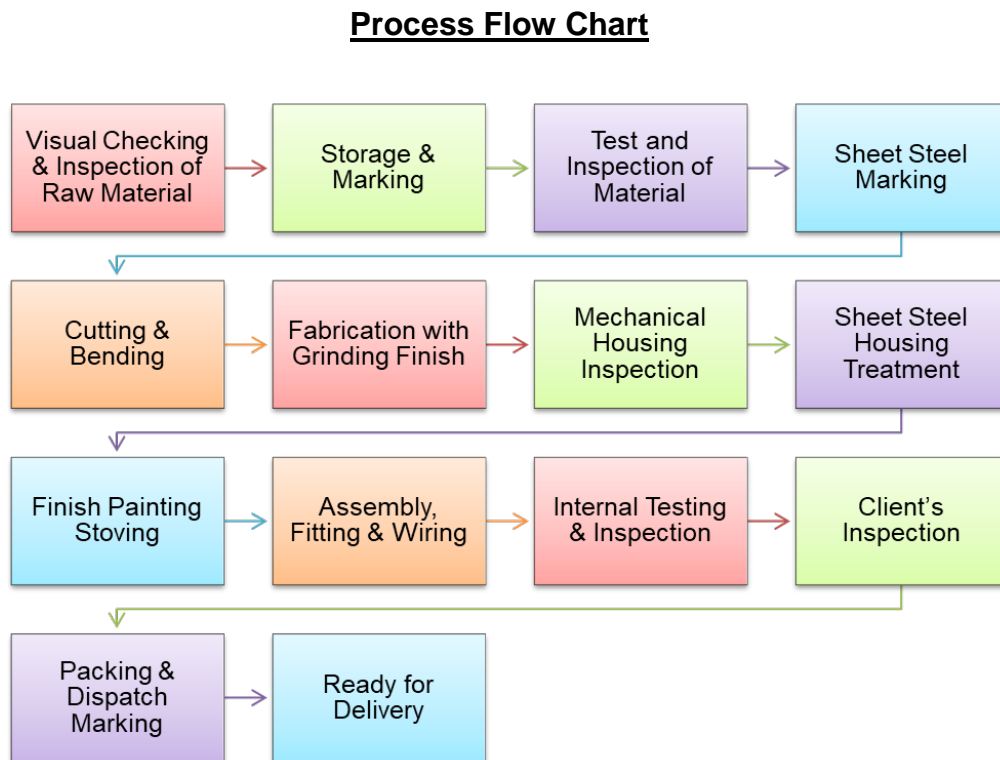 Process Flow Chart
Visual Checking
& Inspection of
Raw Material
Storage &
Marking
Test and
Inspection of
Material
Sheet Steel
Marking
Cutting &
Bending
Fabrication with
Grinding Finish
Mechanical
Housing
Inspection
Sheet Steel
Housing
Treatment
Finish Painting
Stoving
Assembly,
Fitting & Wiring
Internal Testing
& Inspection
Client’s
Inspection
Packing &
Dispatch
Marking
Ready for
Delivery